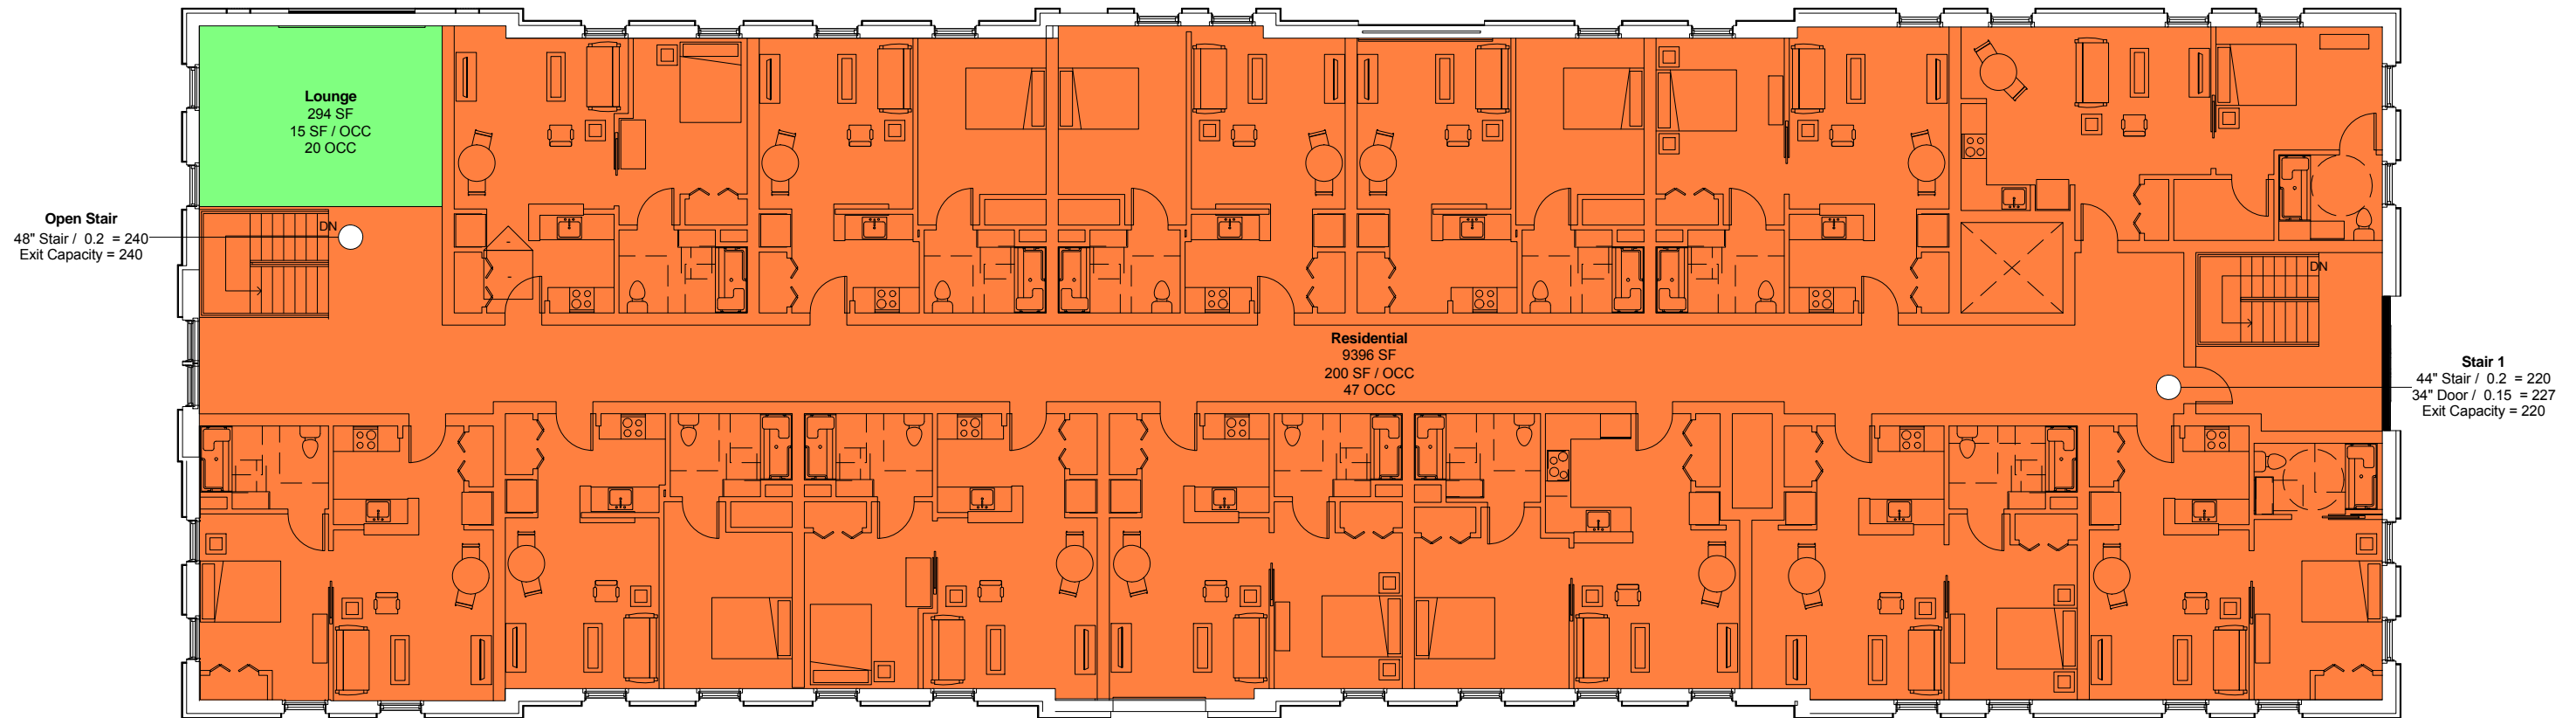 Lounge
294 SF
15 SF / OCC
20 OCC
Open Stair
48" Stair / 0.2 = 240
Exit Capacity = 240
DN
DN
Residential
9396 SF
200 SF / OCC
47 OCC
Stair 1
44" Stair / 0.2 = 220
34" Door / 0.15 = 227
Exit Capacity = 220